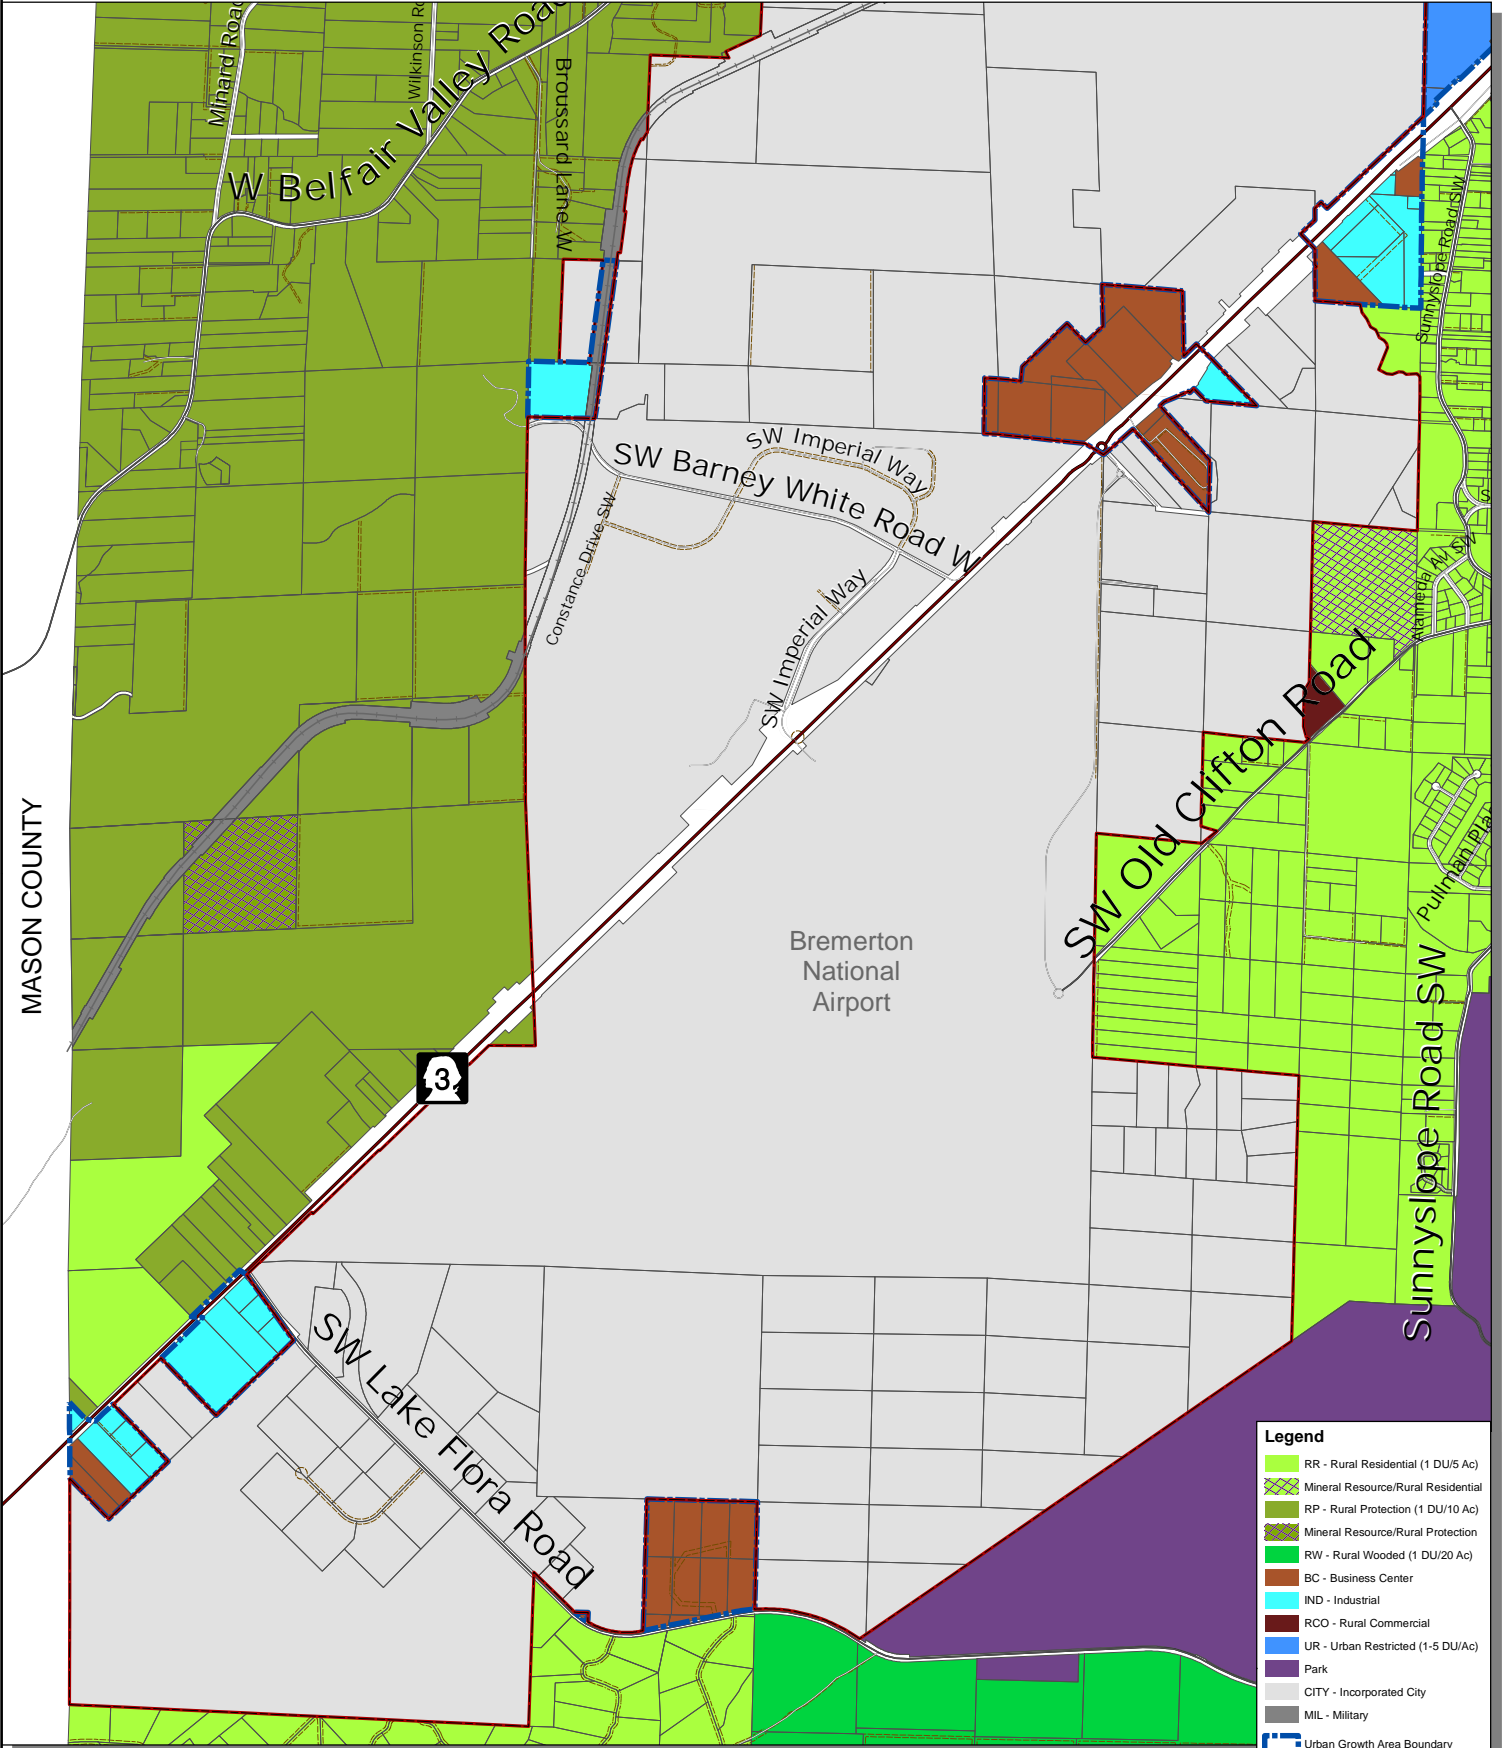 Minard Road
Wilkinson Ro
W Belfair Valley Road
Broussard Lane W
Sunnyslope Road SW
SW Imperial Way
SW Barney White Road W
Constance Drive SW
SW Imperial Way
S
Alameda Av SW
SW Old Clifton Road
Pullman Pla
MASON COUNTY
Bremerton
National
Airport
Sunnyslope Road SW
3
SW Lake Flora Road
Legend
RR - Rural Residential (1 DU/5 Ac)
Mineral Resource/Rural Residential
RP - Rural Protection (1 DU/10 Ac)
Mineral Resource/Rural Protection
RW - Rural Wooded (1 DU/20 Ac)
BC - Business Center
IND - Industrial
RCO - Rural Commercial
UR - Urban Restricted (1-5 DU/Ac)
Park
CITY - Incorporated City
MIL - Military
Urban Growth Area Boundary